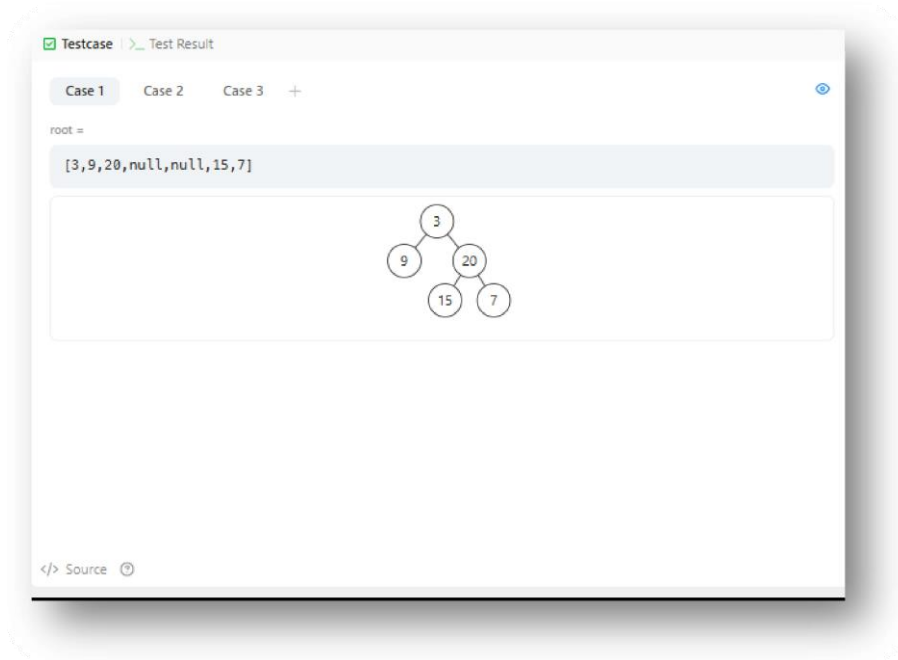 Testcase >_ Test Result
Case 1 Case 2 Case 3 +
root =
[3,9,20,null,null,15,7]
3
9 20
15 7
</> Source ?